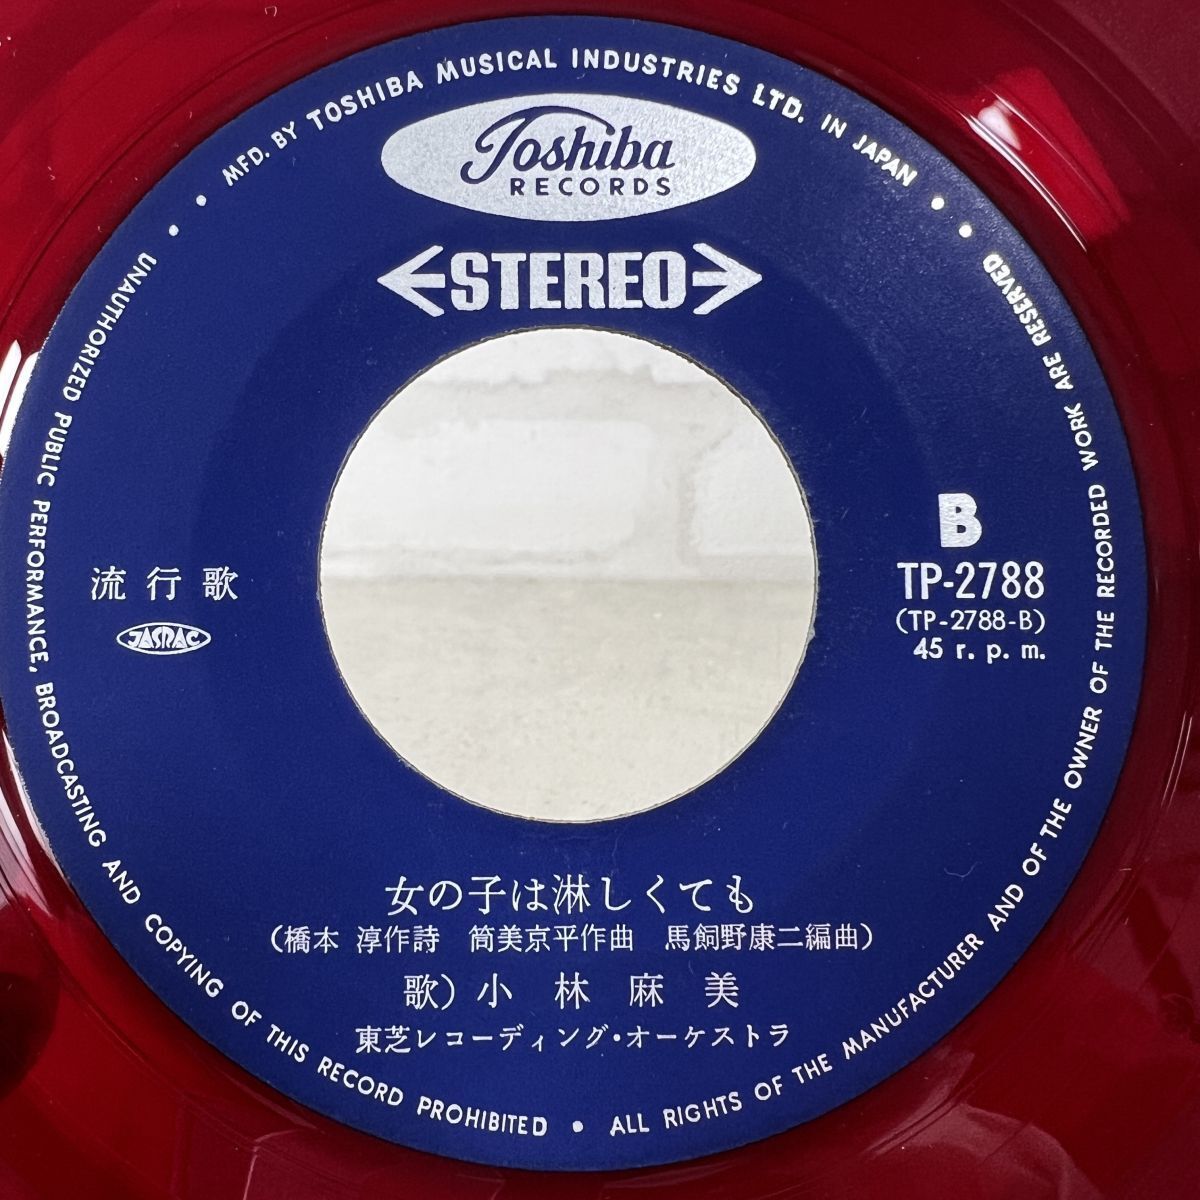 MFD. BY TOSHIBA MUSICAL INDUSTRIES LTD. IN JAPAN
Toshiba
RECORDS
STEREO
B
TP-2788
(TP-2788-B)
45 r. p. m.
流行歌
JASRAC
女の子は淋しくても
(橋本 淳作詩 筒美京平作曲 馬飼野康二編曲)
歌) 小林麻美
東芝レコーディング・オーケストラ
UNAUTHORIZED PUBLIC PERFORMANCE, BROADCASTING AND COPYING OF THIS RECORD PROHIBITED • ALL RIGHTS OF THE MANUFACTURER AND OF THE OWNER OF THE RECORDED WORK ARE RESERVED